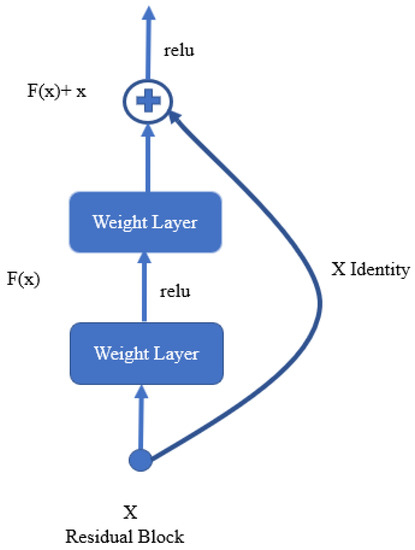 relu
F(x)+ x
Weight Layer
X Identity
F(x)
relu
Weight Layer
X
Residual Block